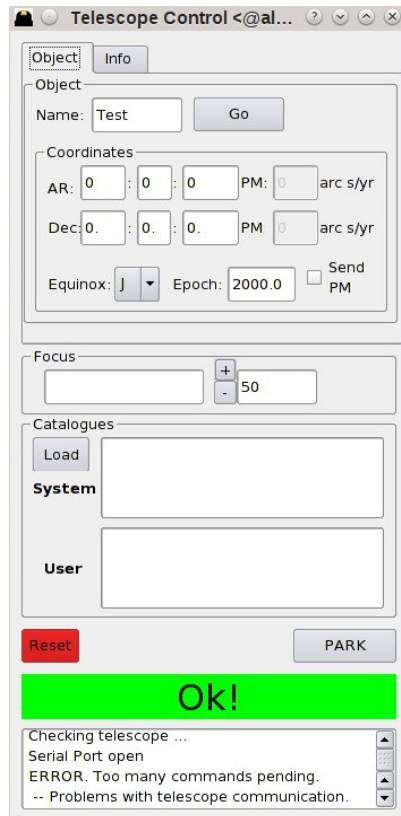 Telescope Control <@al...
Object Info
Object
Name: Test Go
Coordinates
AR: 0 : 0 : 0 PM: 0 arc s/yr
Dec: 0. : 0. : 0. PM 0 arc s/yr
Equinox: J Epoch: 2000.0 Send PM
Focus
+
- 50
Catalogues
Load
System
User
Reset PARK
Ok!
Checking telescope ...
Serial Port open
ERROR. Too many commands pending.
-- Problems with telescope communication.